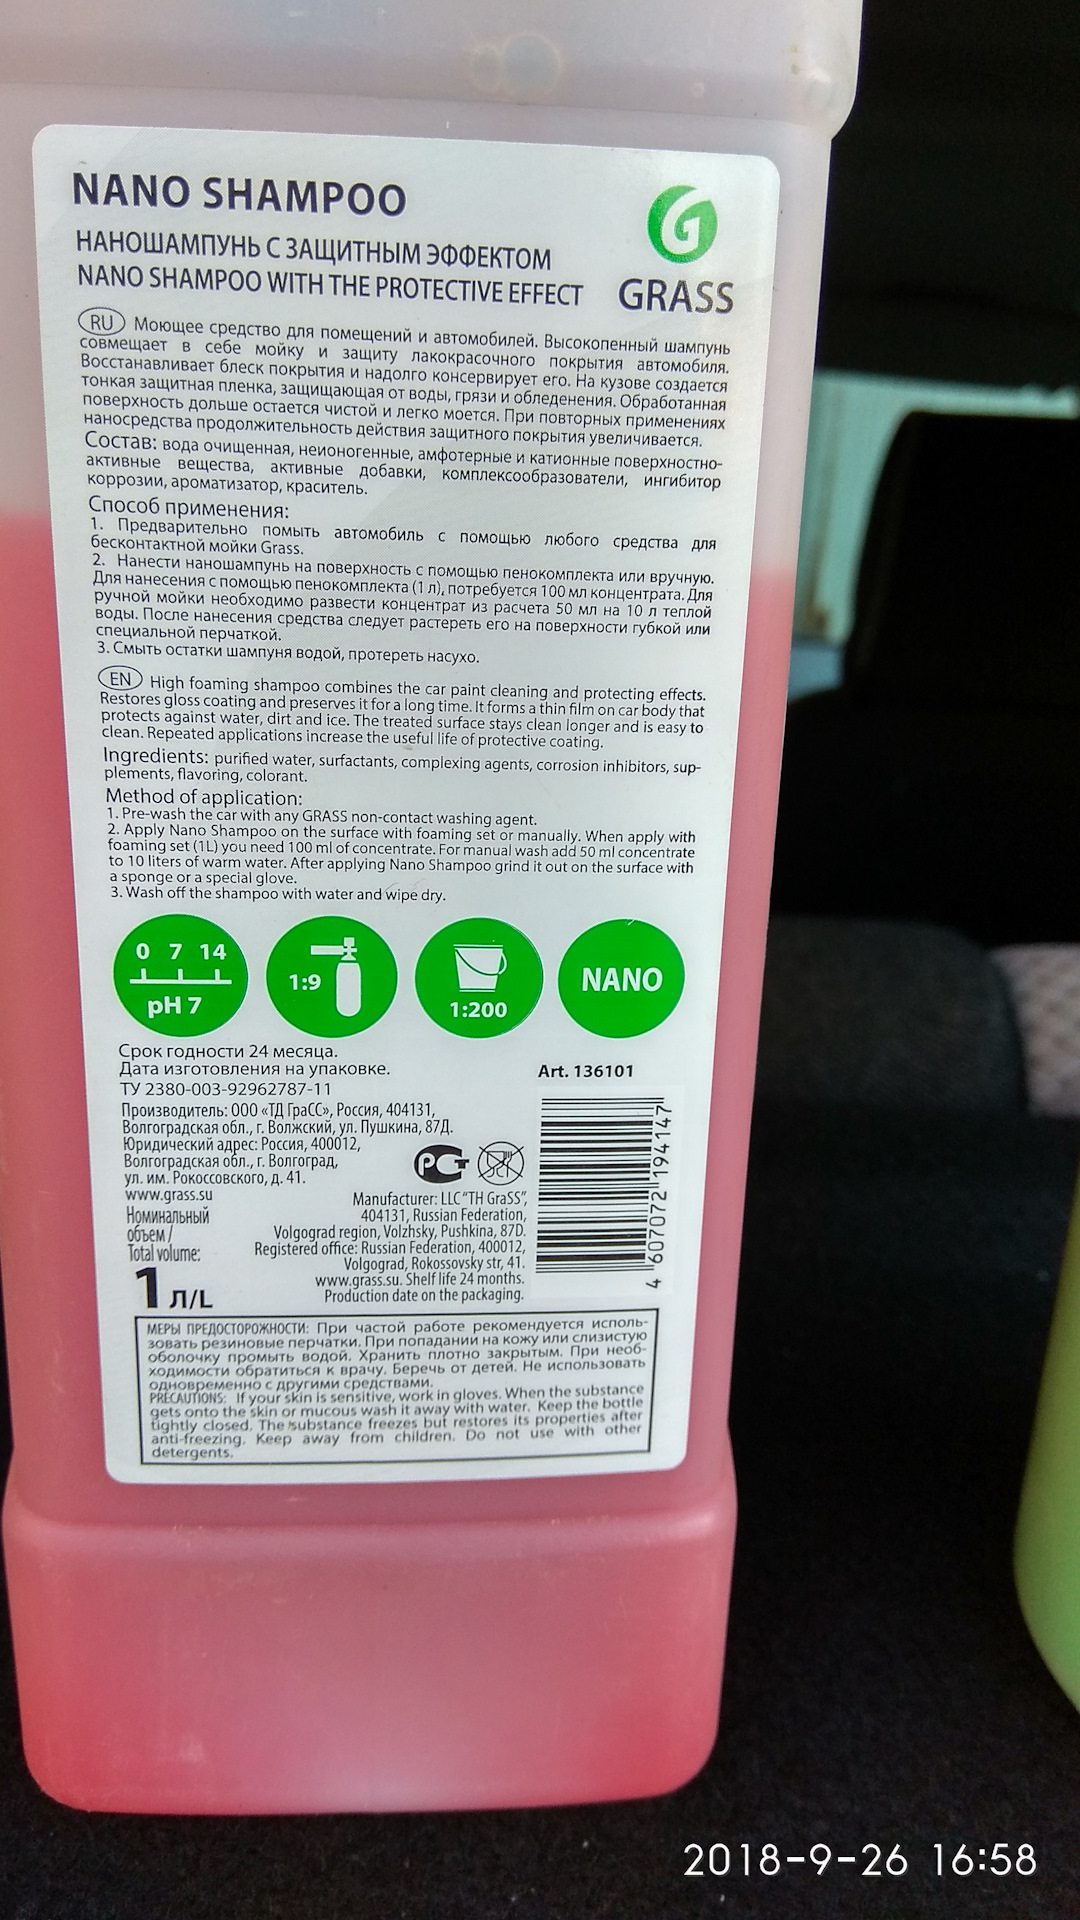 NANO SHAMPOO
НАНОШАМПУНЬ С ЗАЩИТНЫМ ЭФФЕКТОМ
NANO SHAMPOO WITH THE PROTECTIVE EFFECT
GRASS
RU Моющее средство для помещений и автомобилей. Высокопенный шампунь
совмещает в себе мойку и защиту лакокрасочного покрытия автомобиля.
Восстанавливает блеск покрытия и надолго консервирует его. На кузове создается
тонкая защитная пленка, защищающая от воды, грязи и обледенения. Обработанная
поверхность дольше остается чистой и легко моется. При повторных применениях
наносредства продолжительность действия защитного покрытия увеличивается.
Состав: вода очищенная, неионогенные, амфотерные и катионные поверхностно-
активные вещества, активные добавки, комплексообразователи, ингибитор
коррозии, ароматизатор, краситель.
Способ применения:
1. Предварительно помыть автомобиль с помощью любого средства для
бесконтактной мойки Grass.
2. Нанести наношампунь на поверхность с помощью пенокомплекта или вручную.
Для нанесения с помощью пенокомплекта (1 л), потребуется 100 мл концентрата. Для
ручной мойки необходимо развести концентрат из расчета 50 мл на 10 л теплой
воды. После нанесения средства следует растереть его на поверхности губкой или
специальной перчаткой.
3. Смыть остатки шампуня водой, протереть насухо.
EN High foaming shampoo combines the car paint cleaning and protecting effects.
Restores gloss coating and preserves it for a long time. It forms a thin film on car body that
protects against water, dirt and ice. The treated surface stays clean longer and is easy to
clean. Repeated applications increase the useful life of protective coating.
Ingredients: purified water, surfactants, complexing agents, corrosion inhibitors, sup-
plements, flavoring, colorant.
Method of application:
1. Pre-wash the car with any GRASS non-contact washing agent.
2. Apply Nano Shampoo on the surface with foaming set or manually. When apply with
foaming set (1L) you need 100 ml of concentrate. For manual wash add 50 ml concentrate
to 10 liters of warm water. After applying Nano Shampoo grind it out on the surface with
a sponge or a special glove.
3. Wash off the shampoo with water and wipe dry.
0 7 14
pH 7
1:9
1:200
NANO
Срок годности 24 месяца.
Дата изготовления на упаковке.
ТУ 2380-003-92962787-11
Art. 136101
Производитель: ООО «ТД ГраСС», Россия, 404131,
Волгоградская обл., г. Волжский, ул. Пушкина, 87Д.
Юридический адрес: Россия, 400012,
Волгоградская обл., г. Волгоград,
ул. им. Рокоссовского, д. 41.
www.grass.su
РСТ
Номинальный
объем /
Total volume:
1 Л/L
Manufacturer: LLC "TH GraSS",
404131, Russian Federation,
Volgograd region, Volzhsky, Pushkina, 87D.
Registered office: Russian Federation, 400012,
Volgograd, Rokossovsky str, 41.
www.grass.su. Shelf life 24 months.
Production date on the packaging.
4 607072 194147
МЕРЫ ПРЕДОСТОРОЖНОСТИ: При частой работе рекомендуется исполь-
зовать резиновые перчатки. При попадании на кожу или слизистую
оболочку промыть водой. Хранить плотно закрытым. При необ-
ходимости обратиться к врачу. Беречь от детей. Не использовать
одновременно с другими средствами.
PRECAUTIONS: If your skin is sensitive, work in gloves. When the substance
gets onto the skin or mucous wash it away with water. Keep the bottle
tightly closed. The substance freezes but restores its properties after
anti-freezing. Keep away from children. Do not use with other
detergents.
2018-9-26 16:58